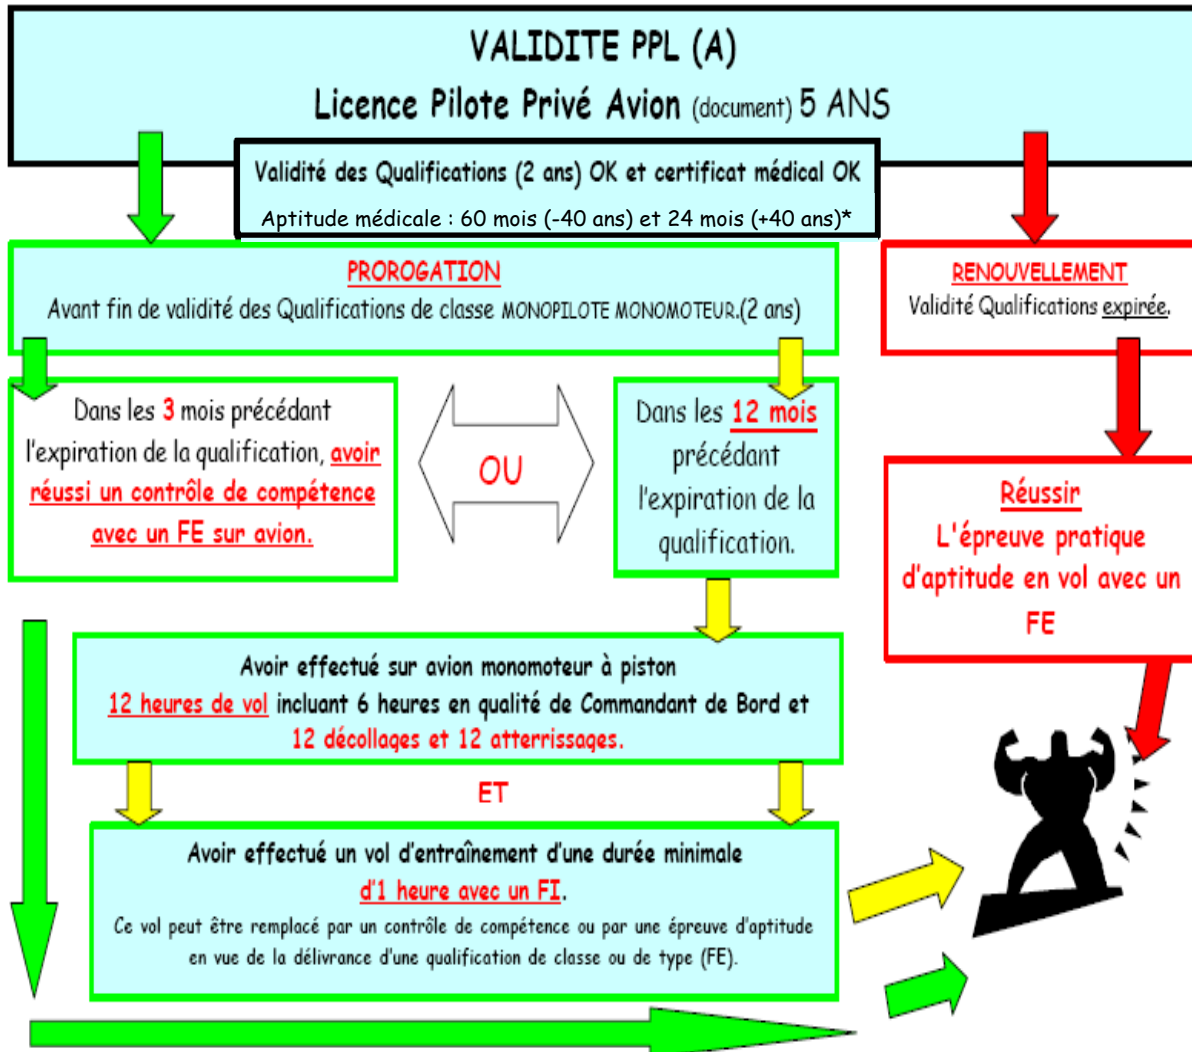 VALIDITE PPL (A)
Licence Pilote Privé Avion (document) 5 ANS
Validité des Qualifications (2 ans) OK et certificat médical OK
Aptitude médicale : 60 mois (-40 ans) et 24 mois (+40 ans)*
PROROGATION
Avant fin de validité des Qualifications de classe MONOPILOTE MONOMOTEUR.(2 ans)
RENOUVELLEMENT
Validité Qualifications expirée.
Dans les 3 mois précédant
l'expiration de la qualification, avoir
réussi un contrôle de compétence
avec un FE sur avion.
OU
Dans les 12 mois
précédant
l'expiration de la
qualification.
Réussir
L'épreuve pratique
d'aptitude en vol avec un
FE
Avoir effectué sur avion monomoteur à piston
12 heures de vol incluant 6 heures en qualité de Commandant de Bord et
12 décollages et 12 atterrissages.
ET
Avoir effectué un vol d'entraînement d'une durée minimale
d'1 heure avec un FI.
Ce vol peut être remplacé par un contrôle de compétence ou par une épreuve d'aptitude
en vue de la délivrance d'une qualification de classe ou de type (FE).